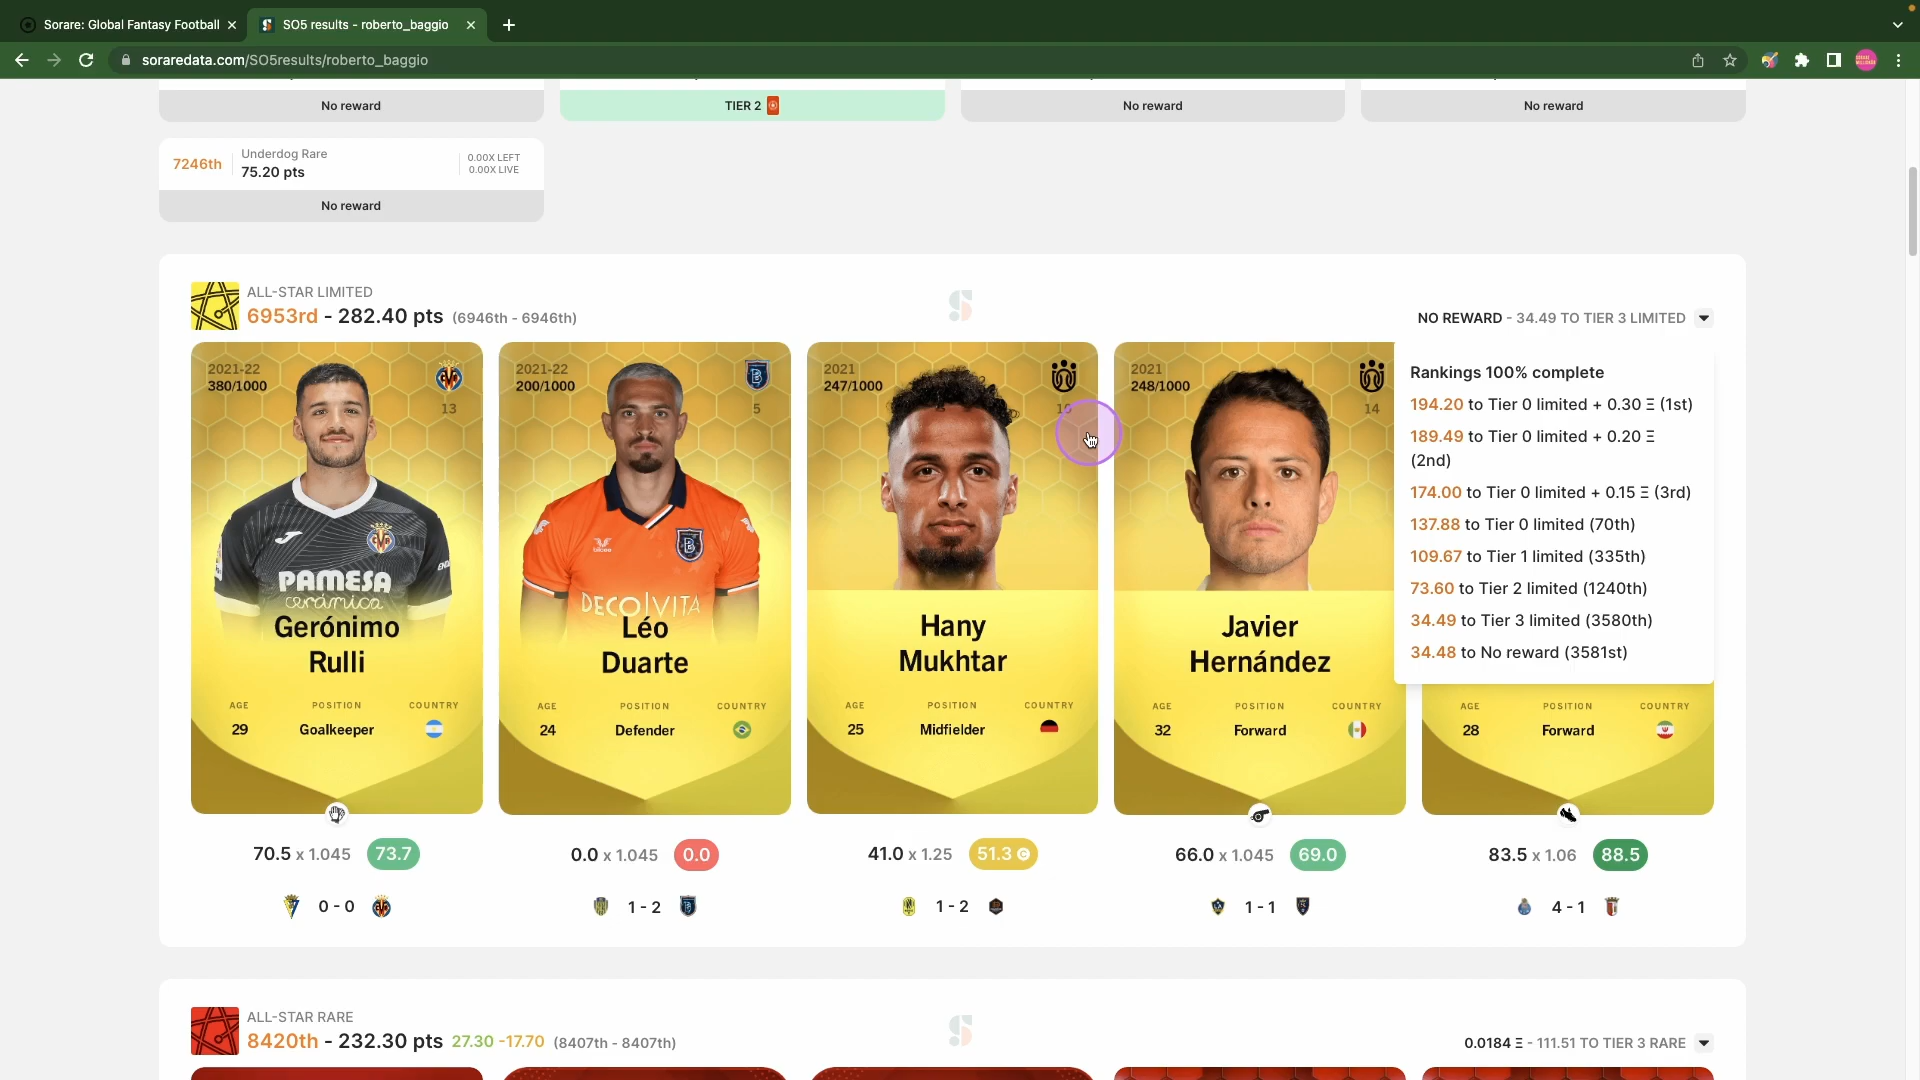 Sorare: Global Fantasy Football
SO5 results - roberto_baggio
soraredata.com/SO5results/roberto_baggio
No reward
TIER 2
No reward
No reward
7246th
Underdog Rare
75.20 pts
0.00X LEFT
0.00X LIVE
No reward
ALL-STAR LIMITED
6953rd - 282.40 pts (6946th - 6946th)
NO REWARD - 34.49 TO TIER 3 LIMITED
Rankings 100% complete
194.20 to Tier 0 limited + 0.30 Ξ (1st)
189.49 to Tier 0 limited + 0.20 Ξ
(2nd)
174.00 to Tier 0 limited + 0.15 Ξ (3rd)
137.88 to Tier 0 limited (70th)
109.67 to Tier 1 limited (335th)
73.60 to Tier 2 limited (1240th)
34.49 to Tier 3 limited (3580th)
34.48 to No reward (3581st)
2021-22
380/1000
13
PAMESA
cerámica
Gerónimo
Rulli
AGE POSITION COUNTRY
29 Goalkeeper
2021-22
200/1000
5
DECOLVITA
Léo
Duarte
AGE POSITION COUNTRY
24 Defender
2021
247/1000
Hany
Mukhtar
AGE POSITION COUNTRY
25 Midfielder
2021
248/1000
14
Javier
Hernández
AGE POSITION COUNTRY
32 Forward
AGE POSITION COUNTRY
28 Forward
70.5 x 1.045 73.7
0.0 x 1.045 0.0
41.0 x 1.25 51.3 C
66.0 x 1.045 69.0
83.5 x 1.06 88.5
0 - 0
1 - 2
1 - 2
1 - 1
4 - 1
ALL-STAR RARE
8420th - 232.30 pts 27.30 -17.70 (8407th - 8407th)
0.0184 Ξ - 111.51 TO TIER 3 RARE